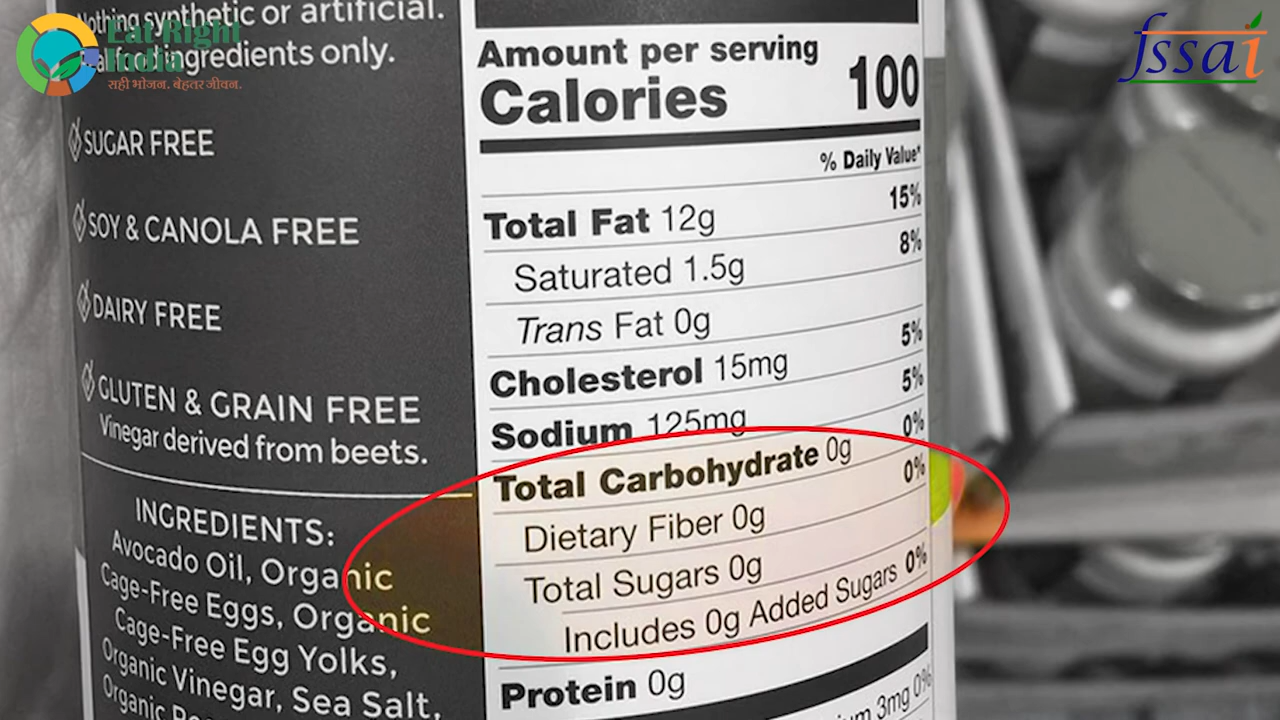 Nothing synthetic or artificial.
food ingredients only.
Eat Right
India
सही भोजन. बेहतर जीवन.
SUGAR FREE
SOY & CANOLA FREE
DAIRY FREE
GLUTEN & GRAIN FREE
Vinegar derived from beets.
INGREDIENTS:
Avocado Oil, Organic
Cage-Free Eggs, Organic
Cage-Free Egg Yolks,
Organic Vinegar, Sea Salt,
Organic
Amount per serving
Calories 100
% Daily Value*
Total Fat 12g 15%
Saturated 1.5g 8%
Trans Fat 0g
Cholesterol 15mg 5%
Sodium 125mg 5%
Total Carbohydrate 0g 0%
Dietary Fiber 0g 0%
Total Sugars 0g
Includes 0g Added Sugars 0%
Protein 0g
3mg 0%
fssai